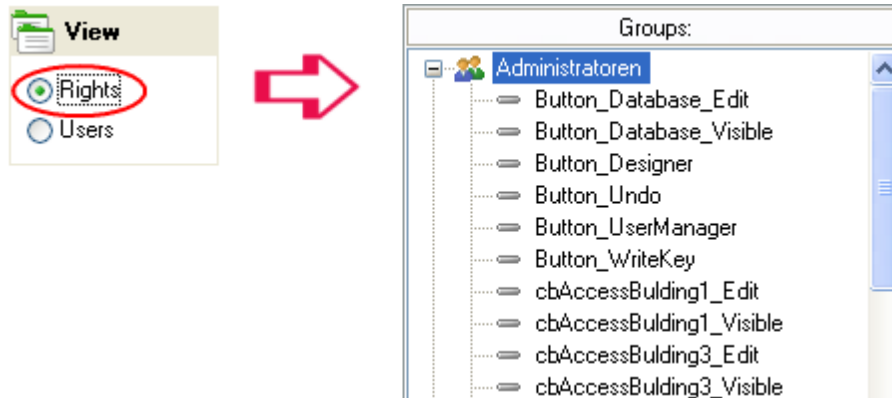 View
Rights
Users
Groups:
Administratoren
Button_Database_Edit
Button_Database_Visible
Button_Designer
Button_Undo
Button_UserManager
Button_WriteKey
cbAccessBulding1_Edit
cbAccessBulding1_Visible
cbAccessBulding3_Edit
cbAccessBulding3_Visible